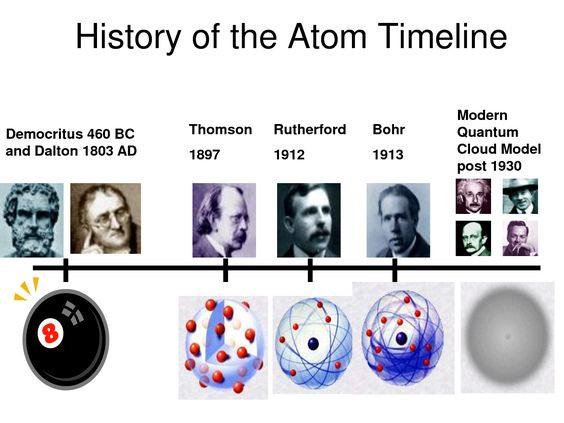 History of the Atom Timeline
Democritus 460 BC
and Dalton 1803 AD
Thomson
1897
Rutherford
1912
Bohr
1913
Modern
Quantum
Cloud Model
post 1930
8